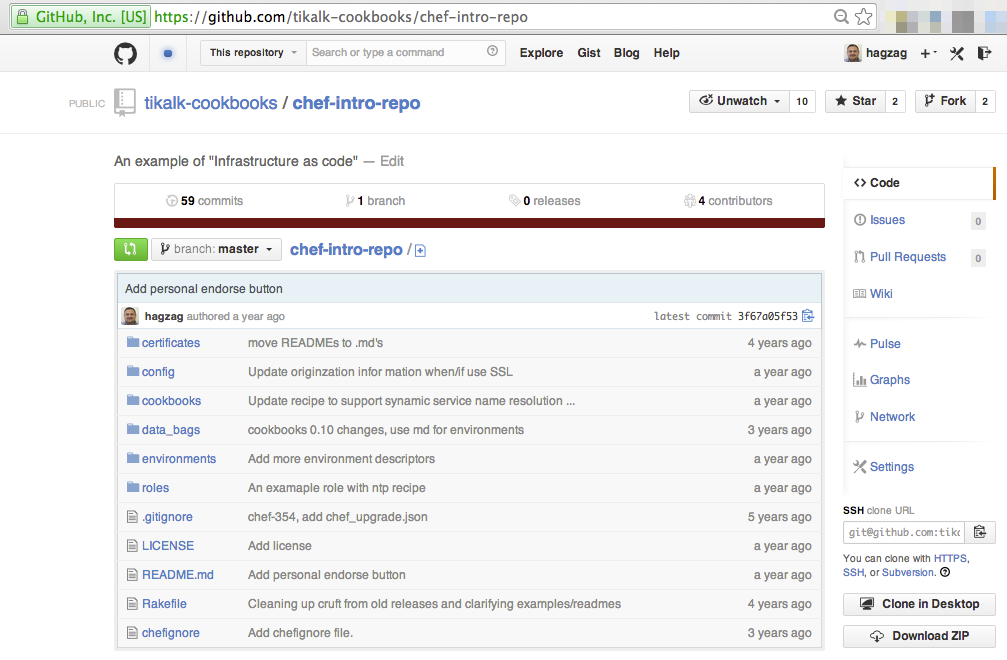 GitHub, Inc. [US] https://github.com/tikalk-cookbooks/chef-intro-repo
This repository Search or type a command Explore Gist Blog Help hagzag
PUBLIC tikalk-cookbooks / chef-intro-repo Unwatch 10 Star 2 Fork 2
An example of "Infrastructure as code" — Edit
59 commits 1 branch 0 releases 4 contributors
branch: master chef-intro-repo /
Add personal endorse button
hagzag authored a year ago latest commit 3f67a05f53
certificates move READMEs to .md's 4 years ago
config Update originzation infor mation when/if use SSL a year ago
cookbooks Update recipe to support synamic service name resolution ... a year ago
data_bags cookbooks 0.10 changes, use md for environments 3 years ago
environments Add more environment descriptors a year ago
roles An examaple role with ntp recipe a year ago
.gitignore chef-354, add chef_upgrade.json 5 years ago
LICENSE Add license a year ago
README.md Add personal endorse button a year ago
Rakefile Cleaning up cruft from old releases and clarifying examples/readmes 4 years ago
chefignore Add chefignore file. 3 years ago
Code
Issues 0
Pull Requests 0
Wiki
Pulse
Graphs
Network
Settings
SSH clone URL
git@github.com:tika
You can clone with HTTPS,
SSH, or Subversion.
Clone in Desktop
Download ZIP